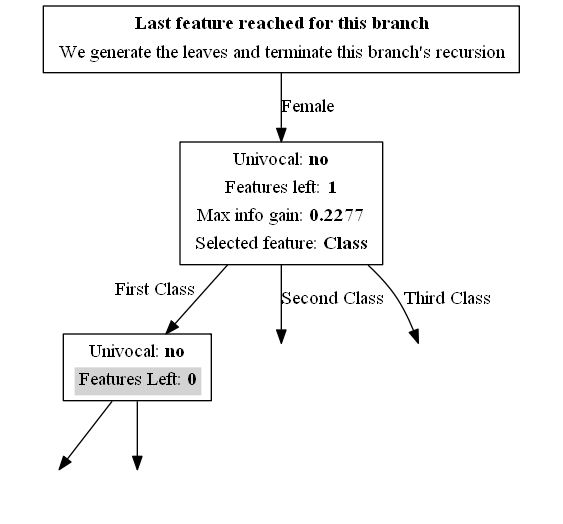 Last feature reached for this branch
We generate the leaves and terminate this branch's recursion
Female
Univocal: no
Features left: 1
Max info gain: 0.2277
Selected feature: Class
First Class
Second Class
Third Class
Univocal: no
Features Left: 0